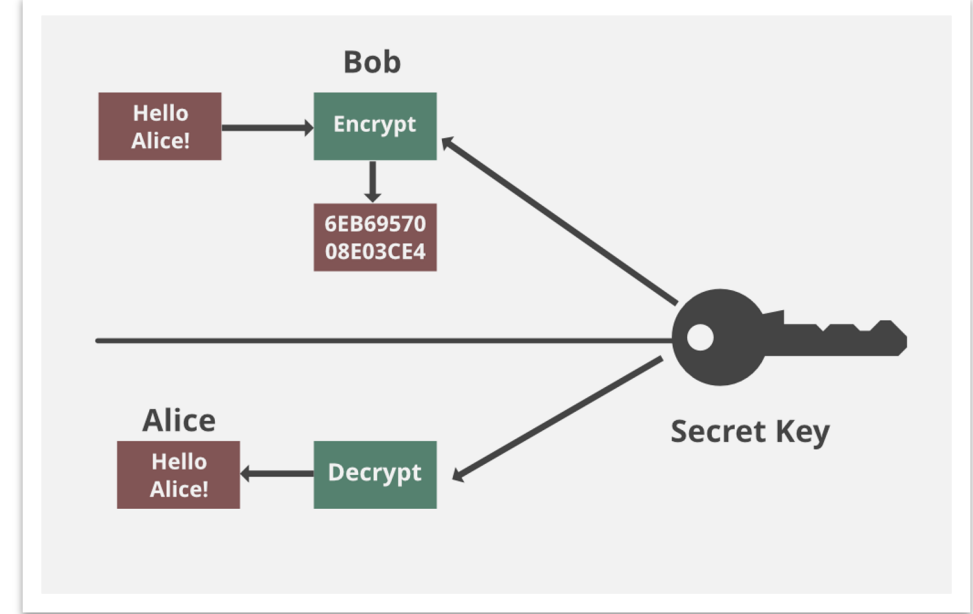 Bob
Hello
Alice!
Encrypt
6EB69570
08E03CE4
Alice
Hello
Alice!
Decrypt
Secret Key